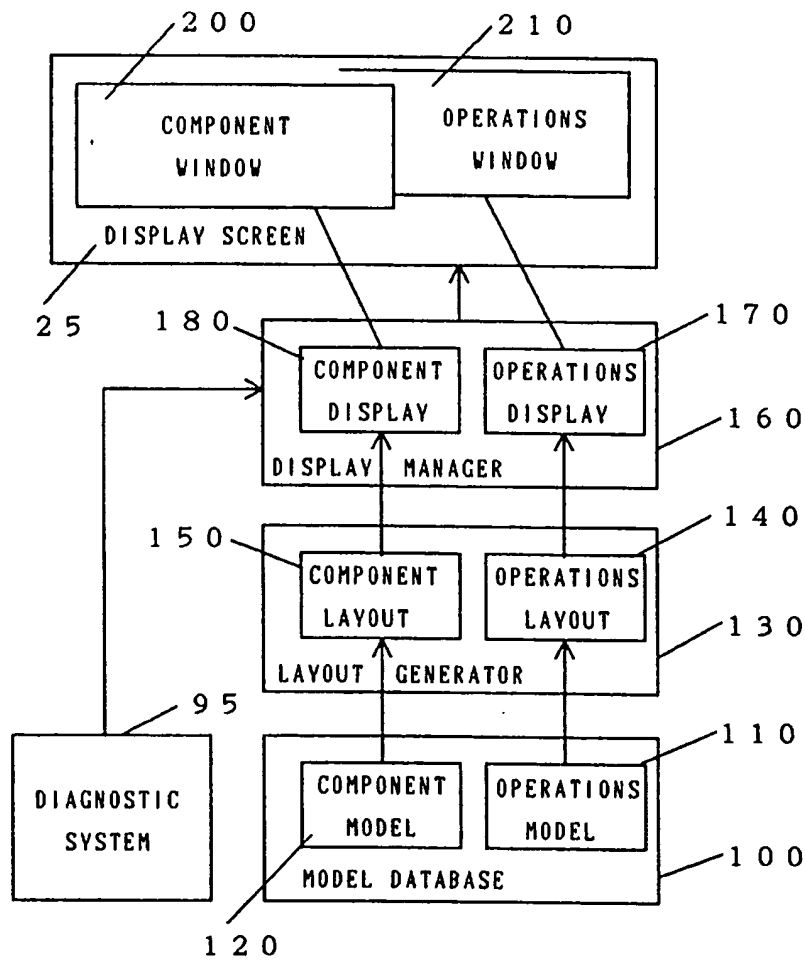 200
210
COMPONENT
WINDOW
OPERATIONS
WINDOW
DISPLAY SCREEN
25
180
170
COMPONENT
DISPLAY
OPERATIONS
DISPLAY
160
DISPLAY MANAGER
150
140
COMPONENT
LAYOUT
OPERATIONS
LAYOUT
130
LAYOUT GENERATOR
95
110
DIAGNOSTIC
SYSTEM
COMPONENT
MODEL
OPERATIONS
MODEL
100
MODEL DATABASE
120